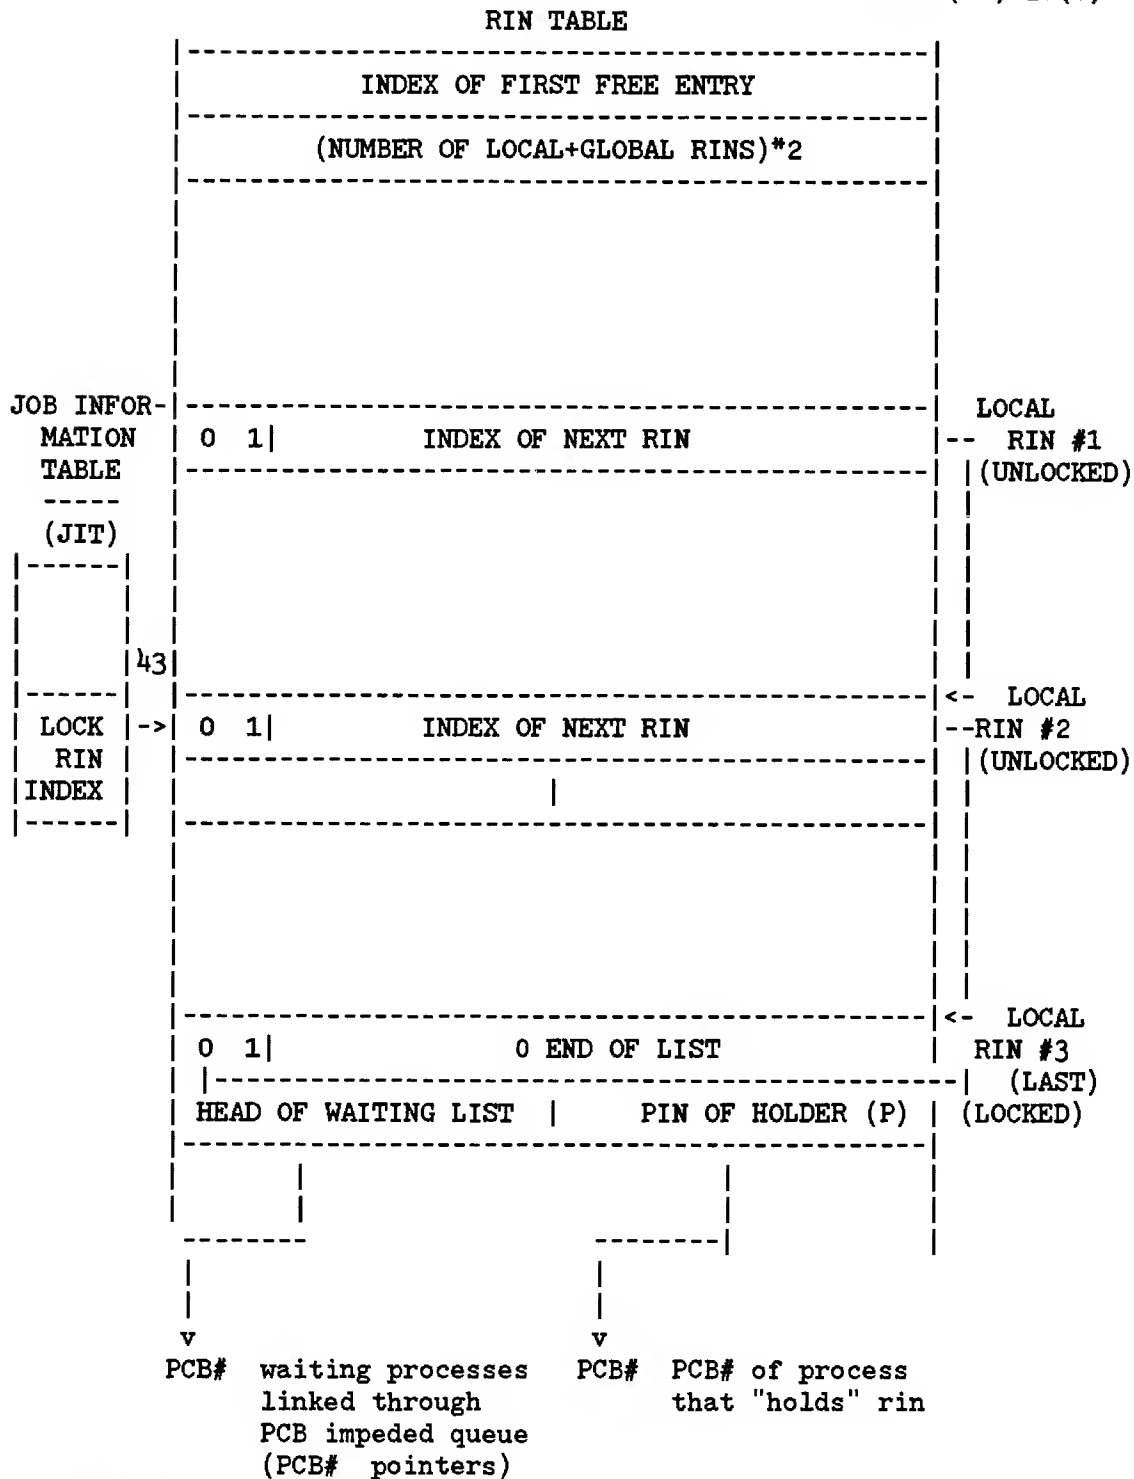 RIN TABLE
INDEX OF FIRST FREE ENTRY
(NUMBER OF LOCAL+GLOBAL RINS)*2
JOB INFOR- LOCAL
MATION 0 1| INDEX OF NEXT RIN -- RIN #1
TABLE (UNLOCKED)
-----
(JIT)
43
<- LOCAL
LOCK -> 0 1| INDEX OF NEXT RIN --RIN #2
RIN (UNLOCKED)
INDEX |
<- LOCAL
0 1| 0 END OF LIST RIN #3
(LAST)
HEAD OF WAITING LIST | PIN OF HOLDER (P) | (LOCKED)
v v
PCB# waiting processes PCB# PCB# of process
linked through that "holds" rin
PCB impeded queue
(PCB# pointers)